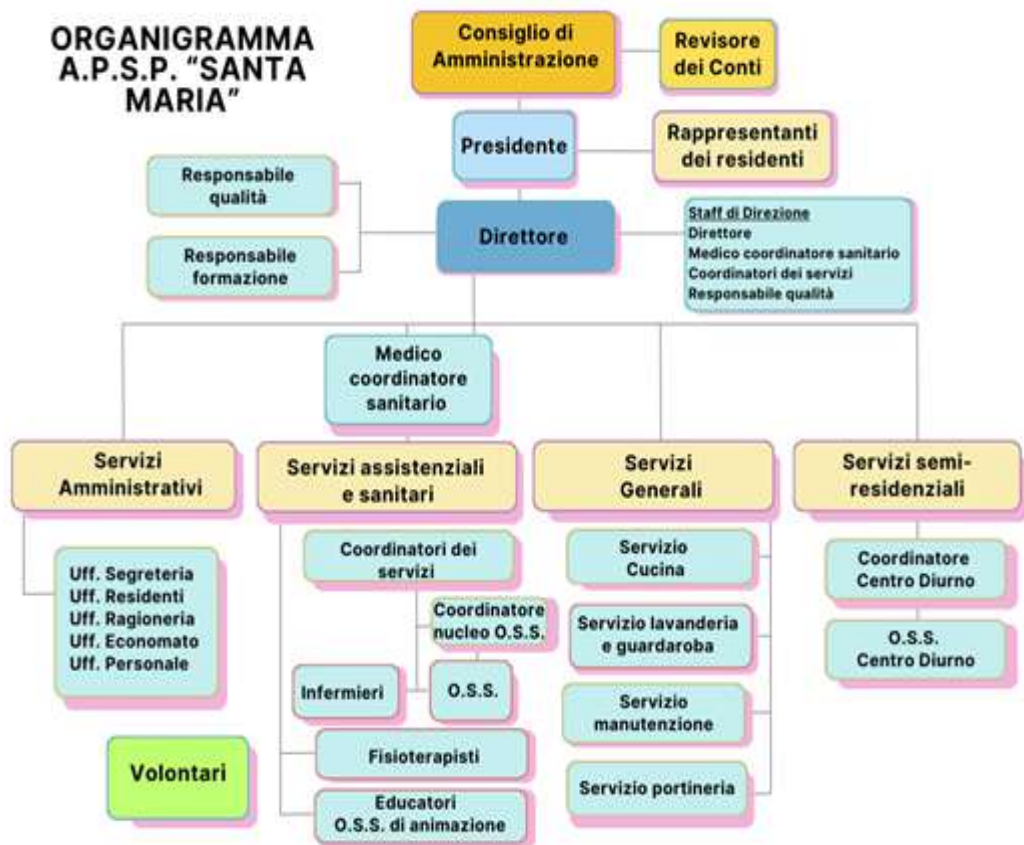 ORGANIGRAMMA
A.P.S.P. “SANTA
MARIA”
Consiglio di
Amministrazione
Revisore
dei Conti
Presidente
Rappresentanti
dei residenti
Responsabile
qualità
Responsabile
formazione
Direttore
Staff di Direzione
Direttore
Medico coordinatore sanitario
Coordinatori dei servizi
Responsabile qualità
Medico
coordinatore
sanitario
Servizi
Amministrativi
Uff. Segreteria
Uff. Residenti
Uff. Ragioneria
Uff. Economato
Uff. Personale
Servizi assistenziali
e sanitari
Coordinatori dei
servizi
Coordinatore
nucleo O.S.S.
Infermieri
O.S.S.
Fisioterapisti
Educatori
O.S.S. di animazione
Servizi
Generali
Servizio
Cucina
Servizio lavanderia
e guardaroba
Servizio
manutenzione
Servizio portineria
Servizi semi-
residenziali
Coordinatore
Centro Diurno
O.S.S.
Centro Diurno
Volontari